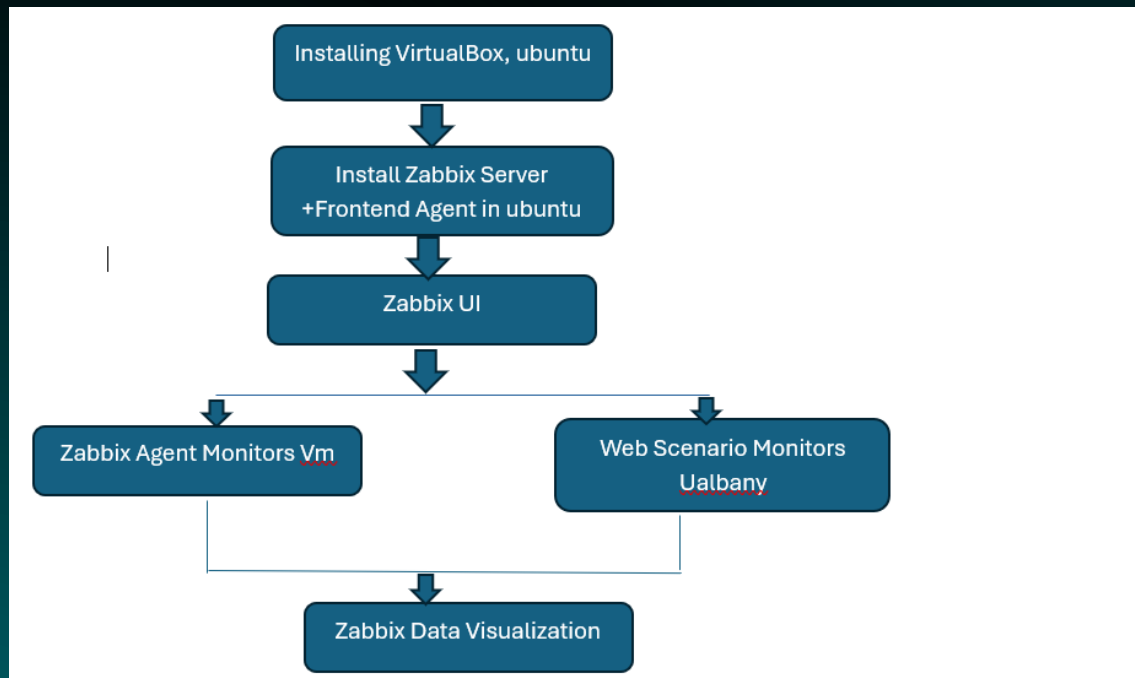 Installing VirtualBox, ubuntu
Install Zabbix Server
+Frontend Agent in ubuntu
Zabbix UI
Zabbix Agent Monitors Vm
Web Scenario Monitors
Ualbany
Zabbix Data Visualization